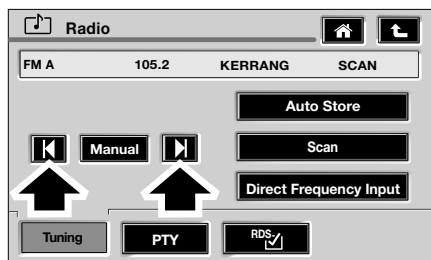 Radio
FM A 105.2 KERRANG SCAN
Auto Store
Manual Scan
Direct Frequency Input
Tuning PTY RDS